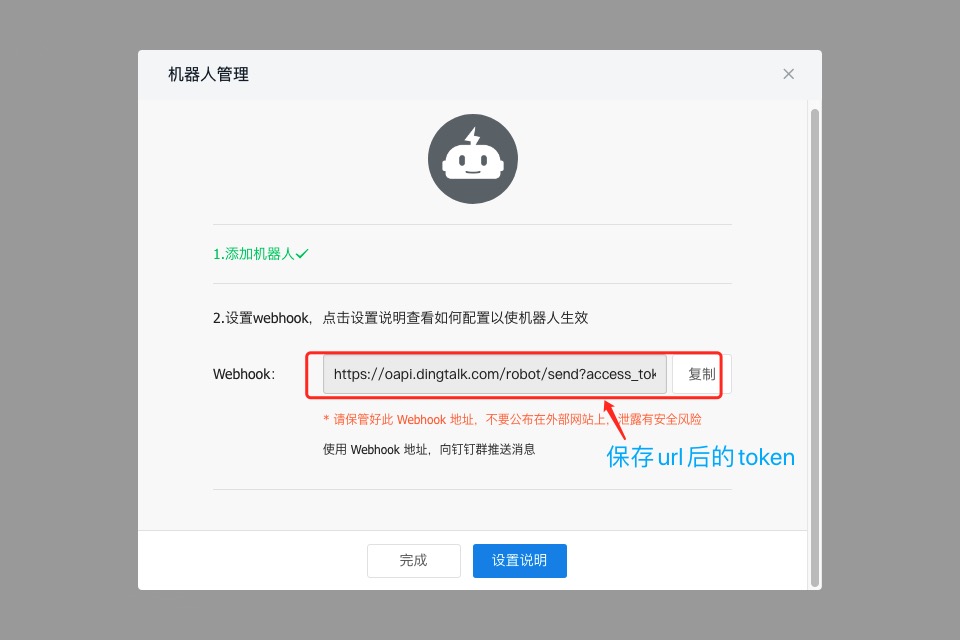 机器人管理
1.添加机器人
2.设置webhook，点击设置说明查看如何配置以使机器人生效
Webhook:
https://oapi.dingtalk.com/robot/send?access_tok
复制
* 请保管好此 Webhook 地址，不要公布在外部网站上，泄露有安全风险
使用 Webhook 地址，向钉钉群推送消息
保存url后的token
完成
设置说明